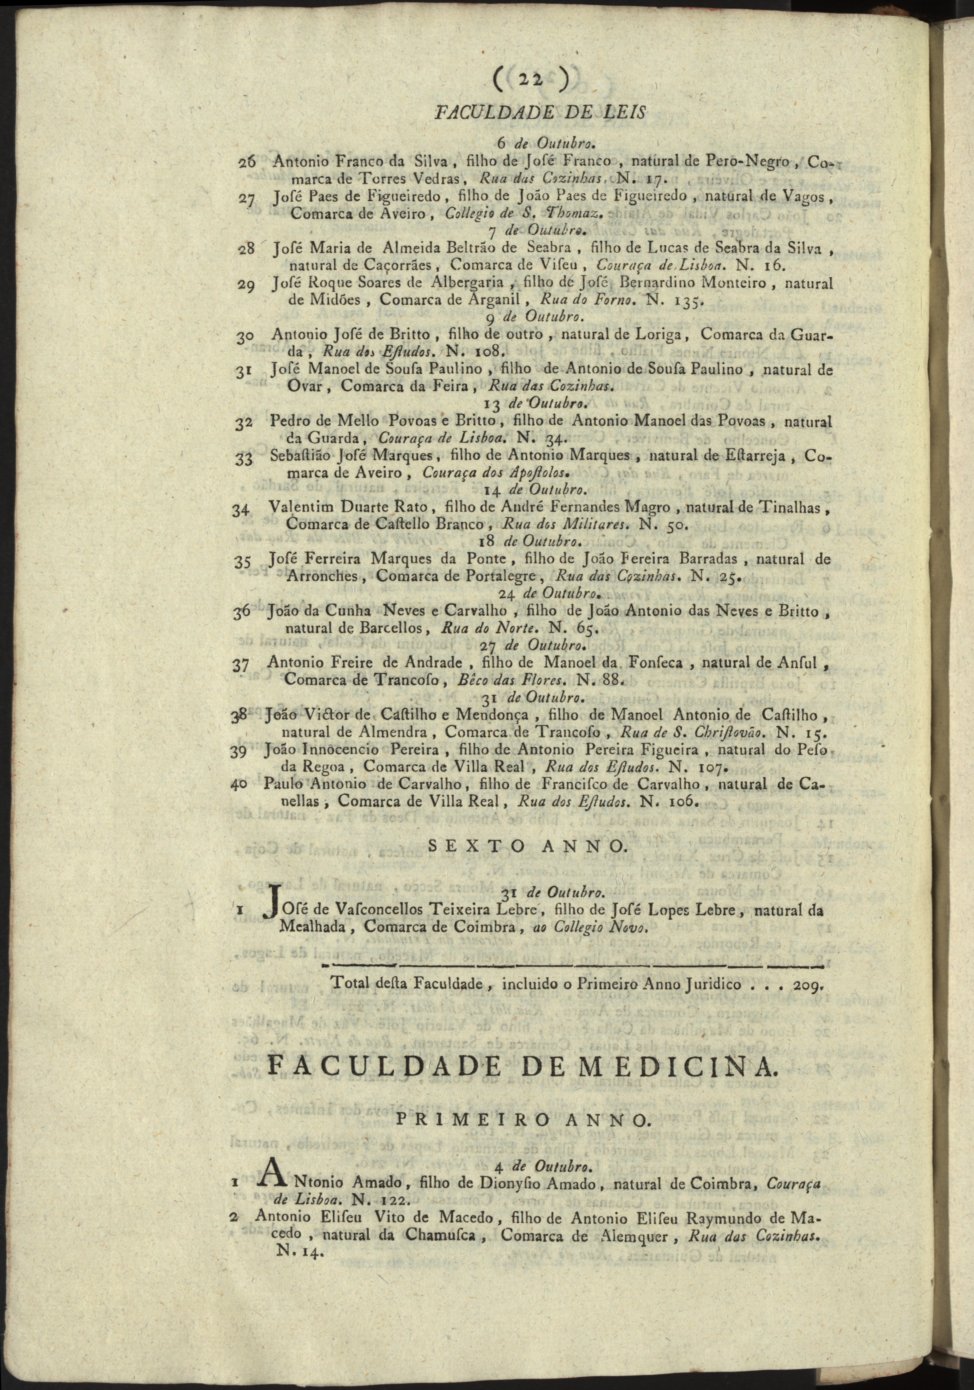 ( 22 )
FACULDADE DE LEIS
6 de Outubro.
26 Antonio Franco da Silva , filho de Joſé Franco , natural de Pero-Negro , Co-
marca de Torres Vedras, Rua das Cozinhas. N. 17.
27 Joſé Paes de Figueiredo , filho de João Paes de Figueiredo , natural de Vagos ,
Comarca de Aveiro , Collegio de S. Thomaz.
7 de Outubro.
28 Joſé Maria de Almeida Beltrão de Seabra , filho de Lucas de Seabra da Silva ,
natural de Caçorrães, Comarca de Viſeu , Couraça de Lisboa. N. 16.
29 Joſé Roque Soares de Albergaria , filho de Joſé Bernardino Monteiro , natural
de Midões , Comarca de Arganil , Rua do Forno. N. 135.
9 de Outubro.
30 Antonio Joſé de Britto , filho de outro , natural de Loriga, Comarca da Guar-
da , Rua dos Eſtudos. N. 108.
31 Joſé Manoel de Souſa Paulino , filho de Antonio de Souſa Paulino , natural de
Ovar , Comarca da Feira , Rua das Cozinhas.
13 de Outubro.
32 Pedro de Mello Povoas e Britto , filho de Antonio Manoel das Povoas , natural
da Guarda, Couraça de Lisboa. N. 34.
33 Sebaſtião Joſé Marques, filho de Antonio Marques , natural de Eſtarreja , Co-
marca de Aveiro , Couraça dos Apoſtolos.
14 de Outubro.
34 Valentim Duarte Rato , filho de André Fernandes Magro , natural de Tinalhas ,
Comarca de Caſtello Branco, Rua dos Militares. N. 50.
18 de Outubro.
35 Joſé Ferreira Marques da Ponte , filho de João Fereira Barradas , natural de
Arronches, Comarca de Portalegre, Rua das Cozinhas. N. 25.
24 de Outubro.
36 João da Cunha Neves e Carvalho , filho de João Antonio das Neves e Britto ,
natural de Barcellos, Rua do Norte. N. 65.
27 de Outubro.
37 Antonio Freire de Andrade , filho de Manoel da Fonſeca , natural de Anſul ,
Comarca de Trancoſo , Bêco das Flores. N. 88.
31 de Outubro.
38 João Victor de Caſtilho e Mendonça , filho de Manoel Antonio de Caſtilho ,
natural de Almendra , Comarca de Trancoſo , Rua de S. Chriſtovão. N. 15.
39 João Innocencio Pereira , filho de Antonio Pereira Figueira , natural do Peſo
da Regoa , Comarca de Villa Real , Rua dos Eſtudos. N. 107.
40 Paulo Antonio de Carvalho, filho de Franciſco de Carvalho , natural de Ca-
nellas , Comarca de Villa Real, Rua dos Eſtudos. N. 106.
SEXTO ANNO.
31 de Outubro.
1 JOſé de Vaſconcellos Teixeira Lebre, filho de Joſé Lopes Lebre, natural da
Mealhada , Comarca de Coimbra , ao Collegio Novo.
Total deſta Faculdade , incluido o Primeiro Anno Juridico . . . 209.
FACULDADE DE MEDICINA.
PRIMEIRO ANNO.
4 de Outubro.
1 ANtonio Amado, filho de Dionyſio Amado, natural de Coimbra, Couraça
de Lisboa. N. 122.
2 Antonio Eliſeu Vito de Macedo, filho de Antonio Eliſeu Raymundo de Ma-
cedo , natural da Chamuſca , Comarca de Alemquer , Rua das Cozinhas.
N. 14.